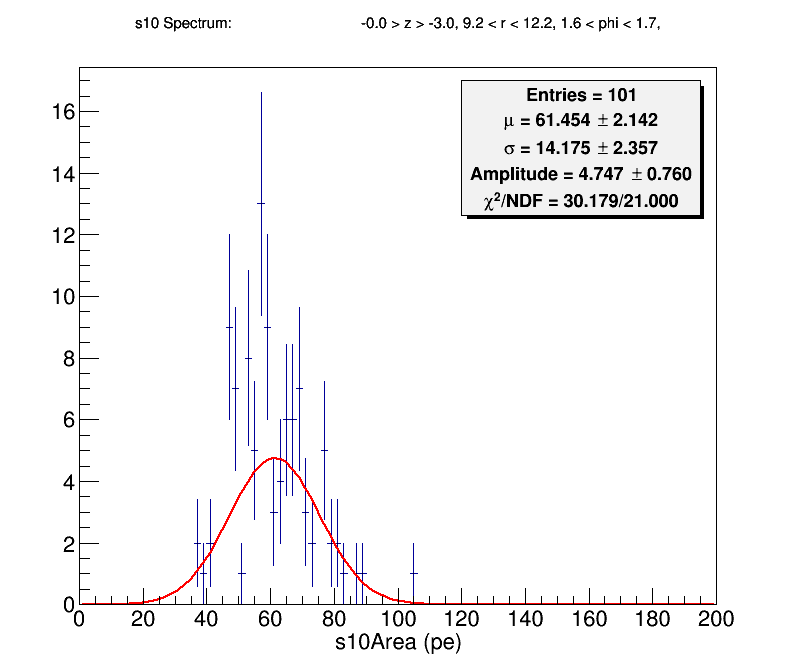 s10 Spectrum: -0.0 > z > -3.0, 9.2 < r < 12.2, 1.6 < phi < 1.7,
Entries = 101
μ = 61.454 ± 2.142
σ = 14.175 ± 2.357
Amplitude = 4.747 ± 0.760
χ²/NDF = 30.179/21.000
16
14
12
10
8
6
4
2
0
0 20 40 60 80 100 120 140 160 180 200
s10Area (pe)